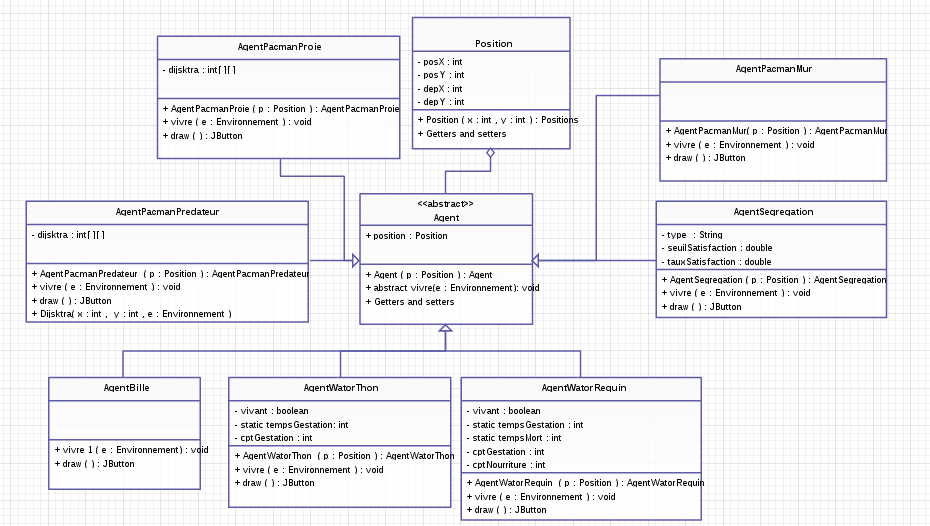 AgentPacmanProie
- dijsktra : int[ ][ ]
+ AgentPacmanProie ( p : Position ) : AgentPacmanProie
+ vivre ( e : Environnement ) : void
+ draw ( ) : JButton
Position
- posX : int
- posY : int
- depX : int
- depY : int
+ Position ( x : int , y : int ) : Positions
+ Getters and setters
AgentPacmanMur
+ AgentPacmanMur( p : Position ) : AgentPacmanMur
+ vivre ( e : Environnement ) : void
+ draw ( ) : JButton
AgentPacmanPredateur
- dijsktra : int[ ][ ]
+ AgentPacmanPredateur ( p : Position ) : AgentPacmanPredateur
+ vivre ( e : Environnement ) : void
+ draw ( ) : JButton
+ Dijsktra( x : int , y : int , e : Environnement )
<<abstract>>
Agent
+ position : Position
+ Agent ( p : Position ) : Agent
+ abstract vivre(e : Environnement): void
+ Getters and setters
AgentSegregation
- type : String
- seuilSatisfaction : double
- tauxSatisfaction : double
+ AgentSegregation ( p : Position ) : AgentSegregation
+ vivre ( e : Environnement ) : void
+ draw ( ) : JButton
AgentBille
+ vivre 1 ( e : Environnement) : void
+ draw ( ) : JButton
AgentWatorThon
- vivant : boolean
- static tempsGestation: int
- cptGestation : int
+ AgentWatorThon ( p : Position ) : AgentWatorThon
+ vivre ( e : Environnement ) : void
+ draw ( ) : JButton
AgentWatorRequin
- vivant : boolean
- static tempsGestation : int
- static tempsMort : int
- cptGestation : int
- cptNourriture : int
+ AgentWatorRequin ( p : Position ) : AgentWatorRequin
+ vivre ( e : Environnement ) : void
+ draw ( ) : JButton